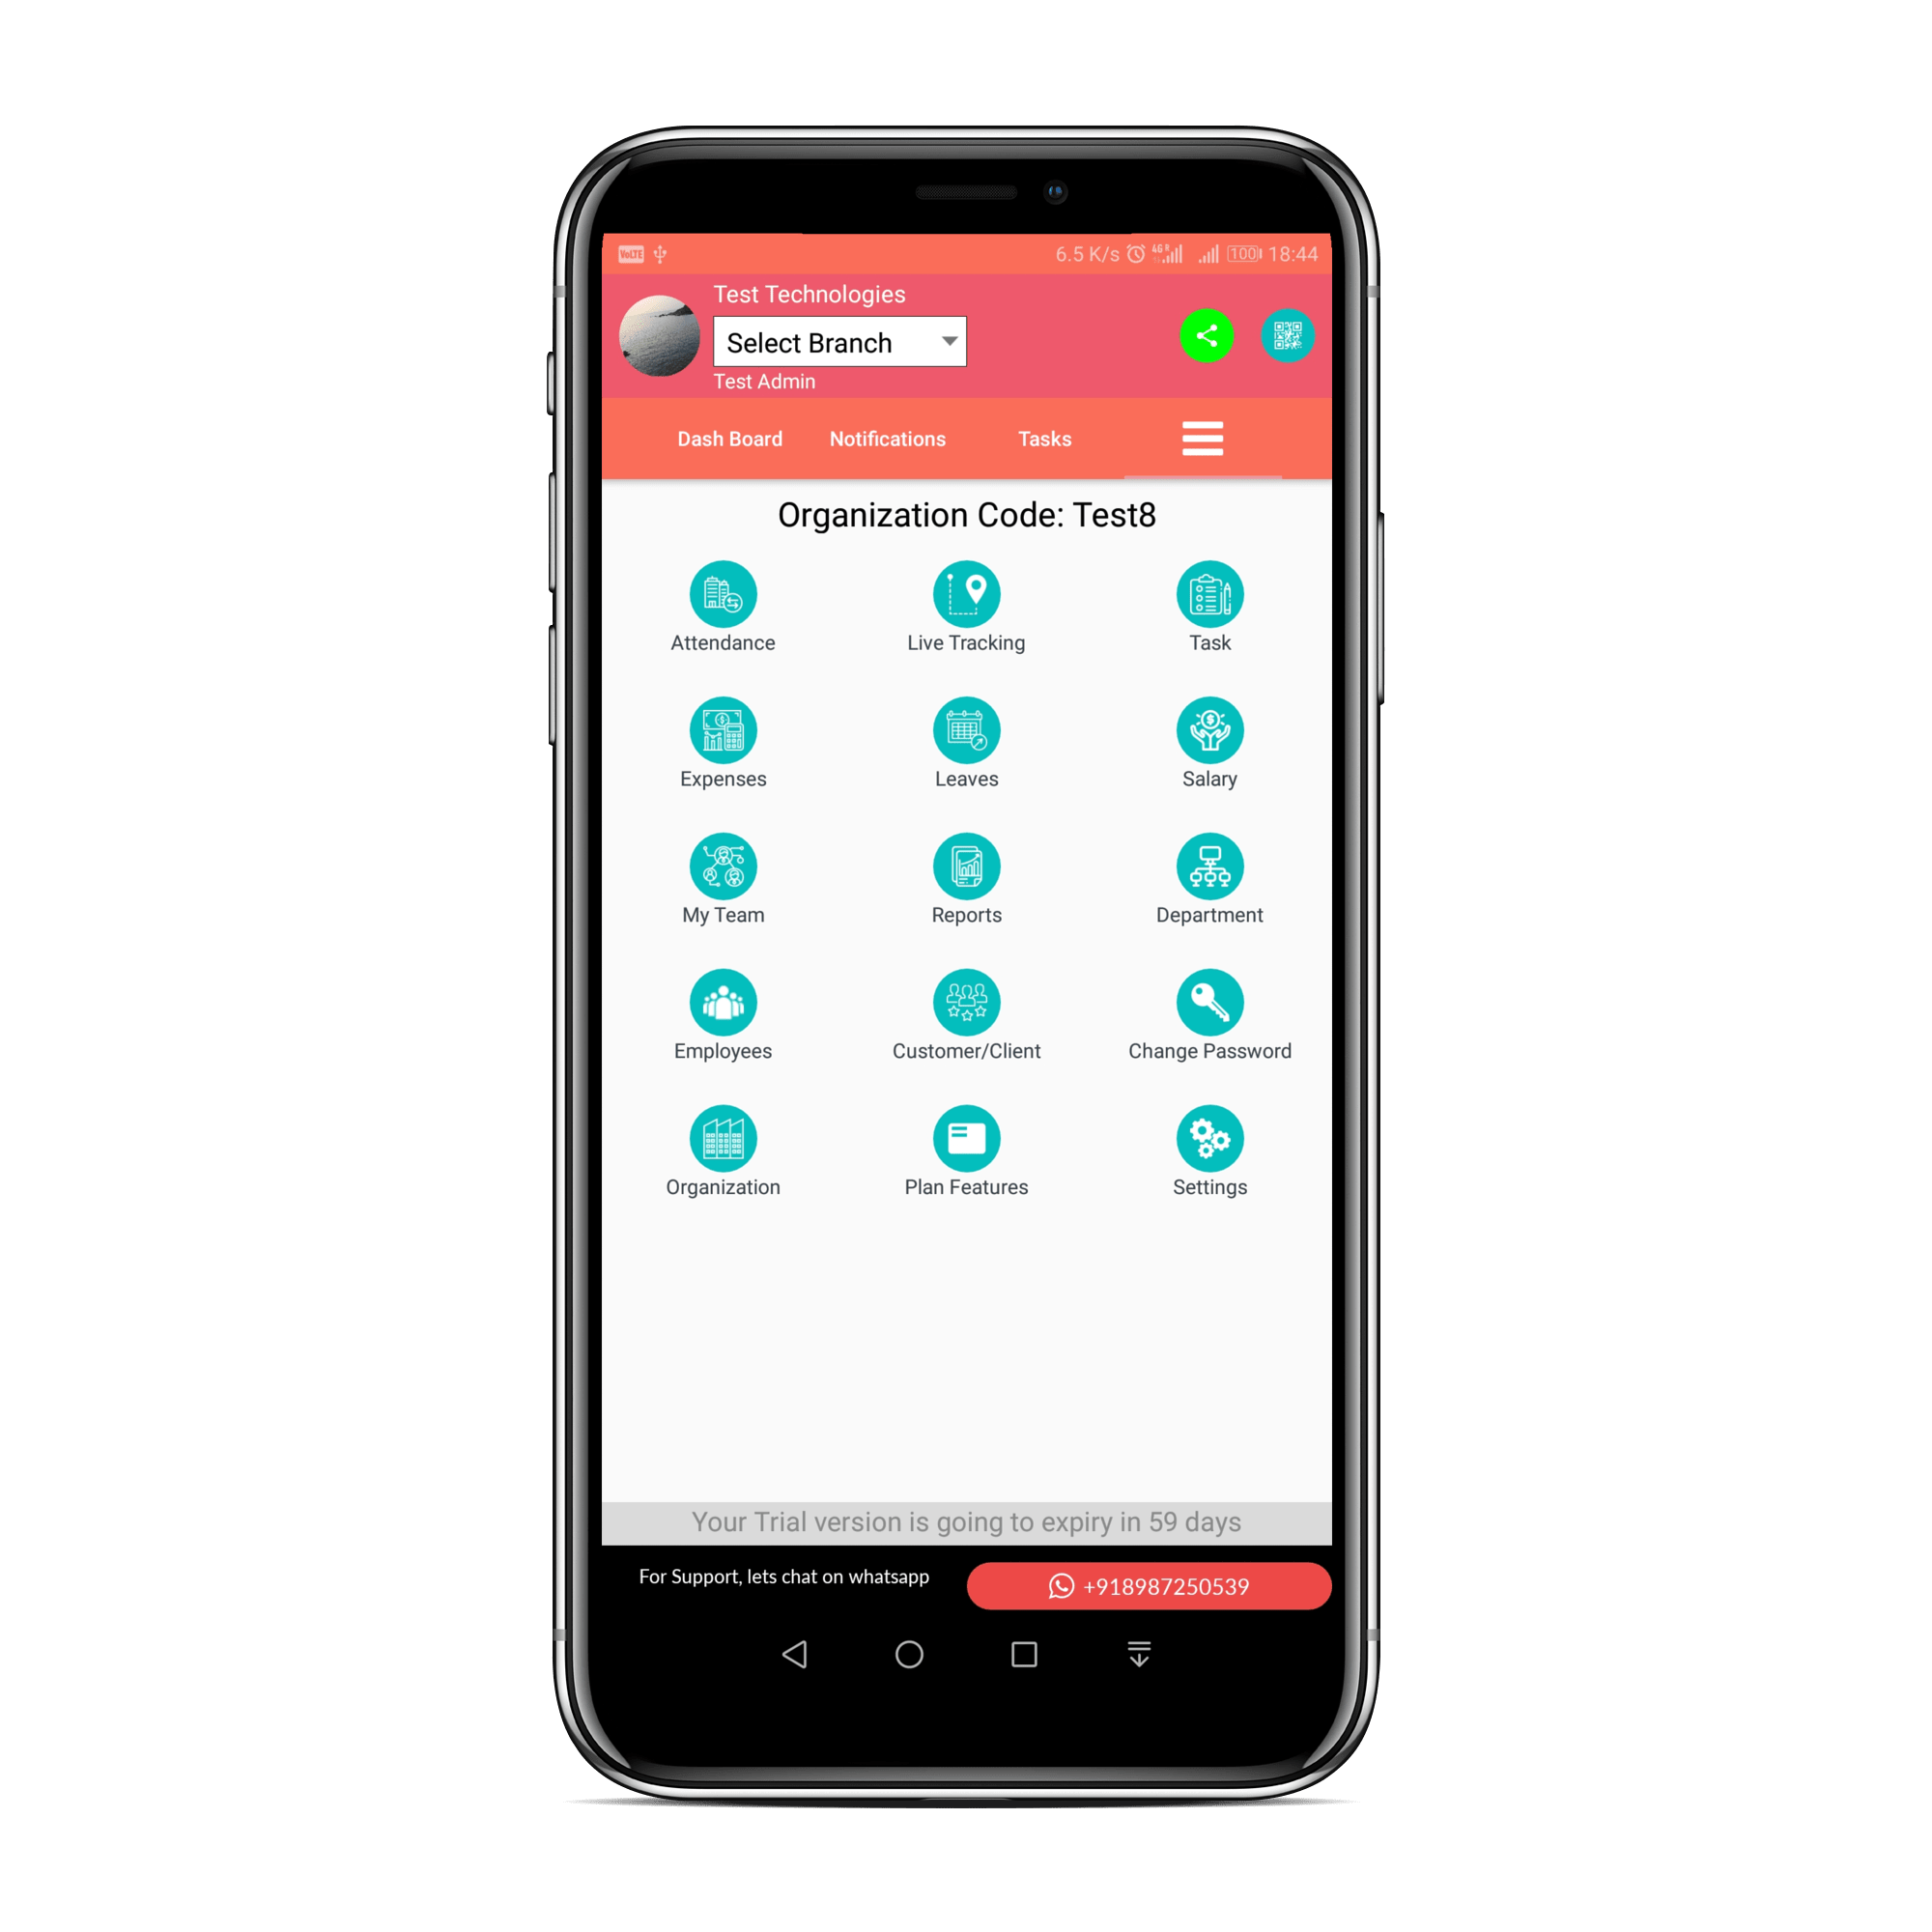 VoLTE 6.5 K/s 4G R 100 18:44
Test Technologies
Select Branch
Test Admin
Dash Board Notifications Tasks
Organization Code: Test8
Attendance Live Tracking Task
Expenses Leaves Salary
My Team Reports Department
Employees Customer/Client Change Password
Organization Plan Features Settings
Your Trial version is going to expiry in 59 days
For Support, lets chat on whatsapp +918987250539